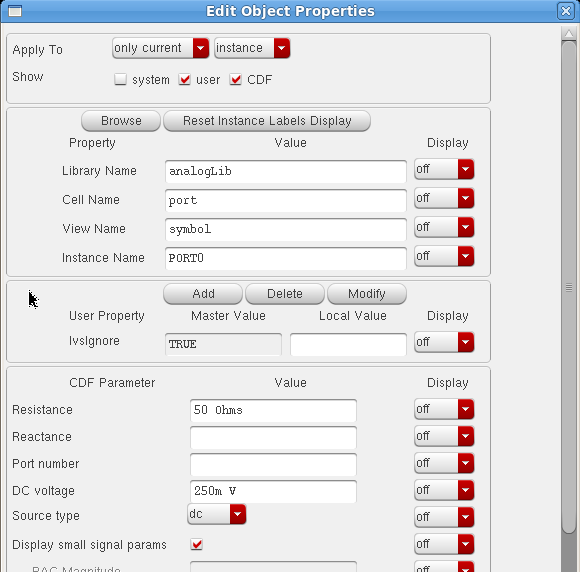 Edit Object Properties
Apply To only current instance
Show system user CDF
Browse Reset Instance Labels Display
Property Value Display
Library Name analogLib off
Cell Name port off
View Name symbol off
Instance Name PORT0 off
Add Delete Modify
User Property Master Value Local Value Display
lvsIgnore TRUE off
CDF Parameter Value Display
Resistance 50 Ohms off
Reactance off
Port number off
DC voltage 250m V off
Source type dc off
Display small signal params off
PAC Magnitude off